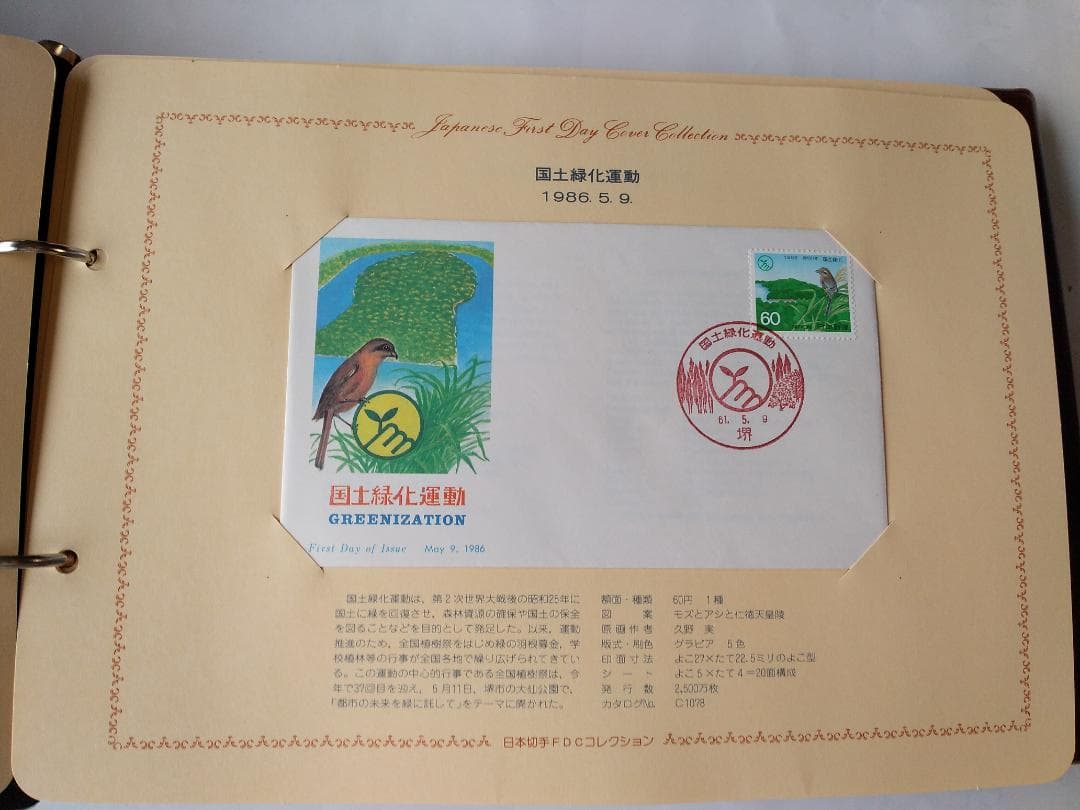 Japanese First Day Cover Collection
国土緑化運動
1986. 5. 9.
60
国土緑化運動
61. 5. 9
堺
国土緑化運動
GREENIZATION
First Day of Issue May 9, 1986
国土緑化運動は、第2次世界大戦後の昭和25年に
国土に緑を回復させ、森林資源の確保や国土の保全
を図ることなどを目的として発足した。以来、運動
推進のため、全国植樹祭をはじめ緑の羽根募金、学
校植林等の行事が全国各地で繰り広げられてきてい
る。この運動の中心的行事である全国植樹祭は、今
年で37回目を迎え、5月11日、堺市の大仙公園で、
「都市の未来を緑に託して」をテーマに開かれた。
額面・種類 60円 1種
図案 モズとアシと仁徳天皇陵
原画作者 久野 実
版式・刷色 グラビア 5色
印面寸法 よこ27×たて22.5ミリのよこ型
シート よこ5×たて4=20面構成
発行数 2,500万枚
カタログNo. C1078
日本切手FDCコレクション